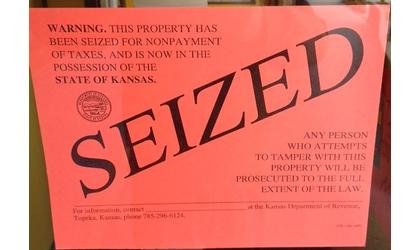 WARNING. THIS PROPERTY HAS
BEEN SEIZED FOR NONPAYMENT
OF TAXES, AND IS NOW IN THE
POSSESSION OF THE
STATE OF KANSAS.
SEIZED
ANY PERSON
WHO ATTEMPTS
TO TAMPER WITH THIS
PROPERTY WILL BE
PROSECUTED TO THE FULL
EXTENT OF THE LAW.
For information, contact at the Kansas Department of Revenue,
Topeka, Kansas, phone 785-296-6124.